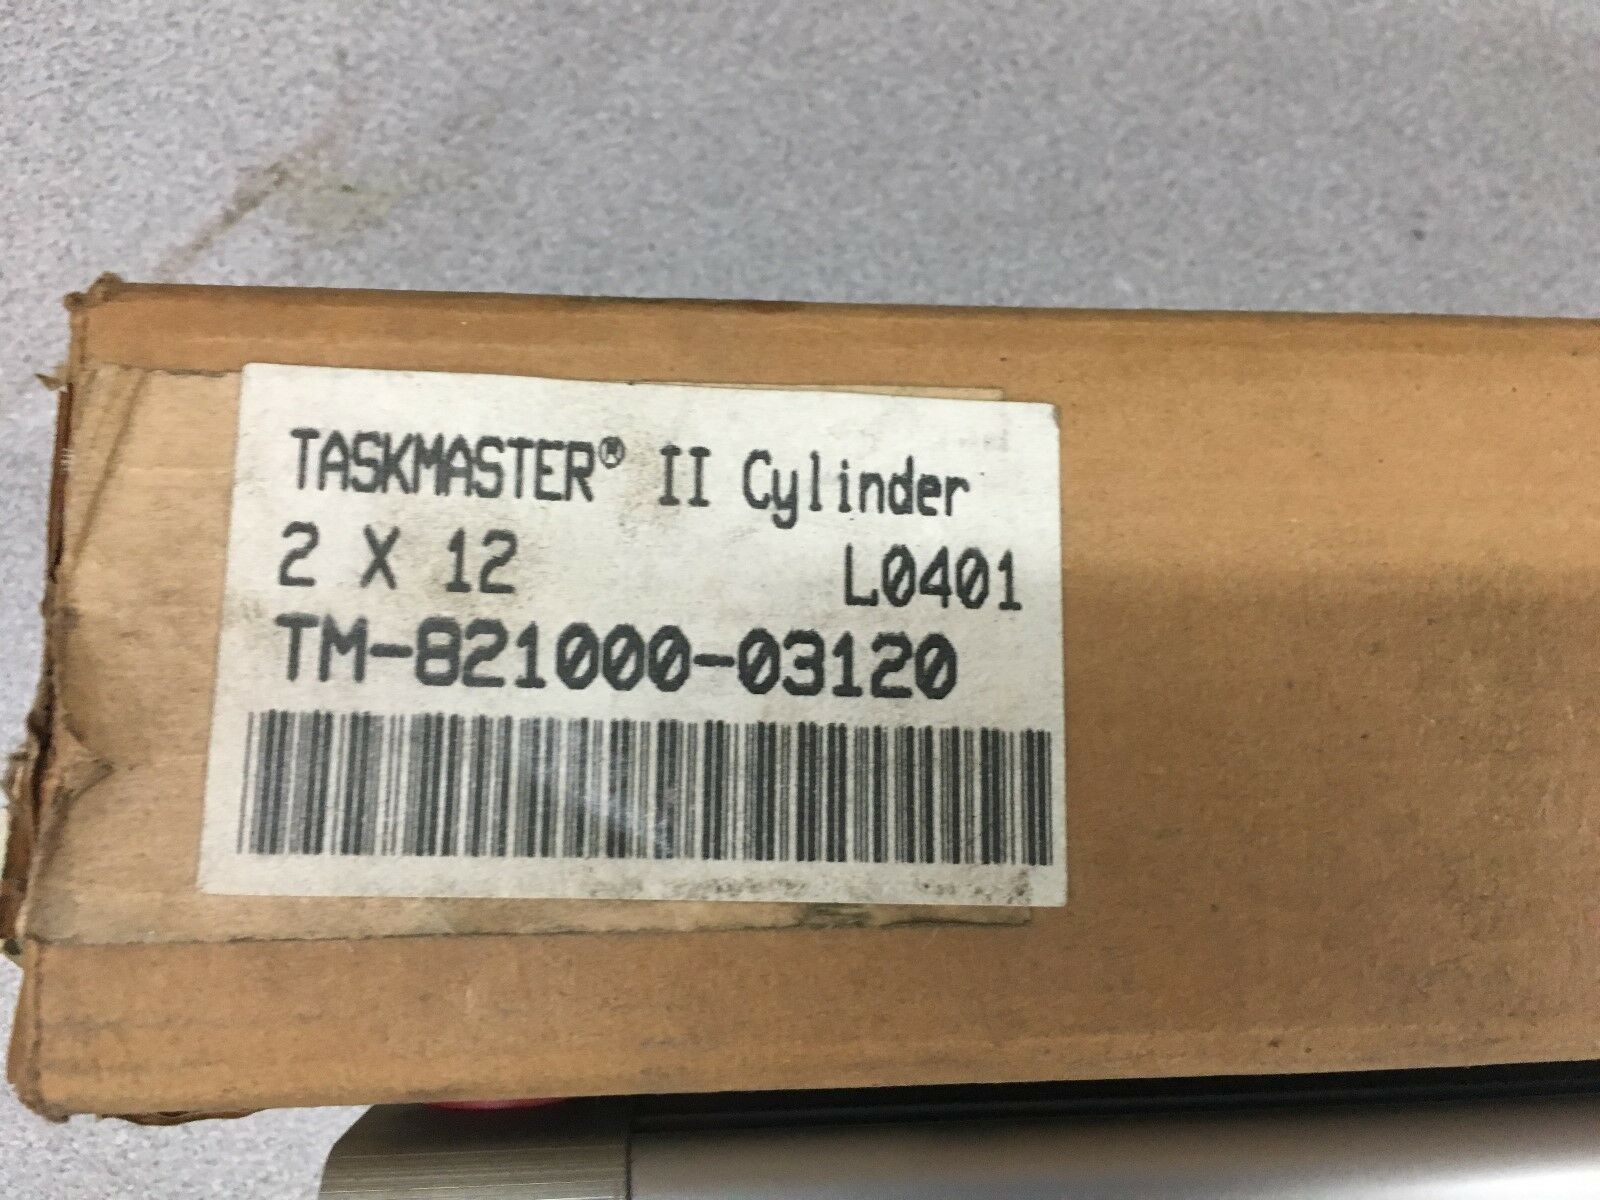 TASKMASTER® II Cylinder
2 X 12 L0401
TM-821000-03120